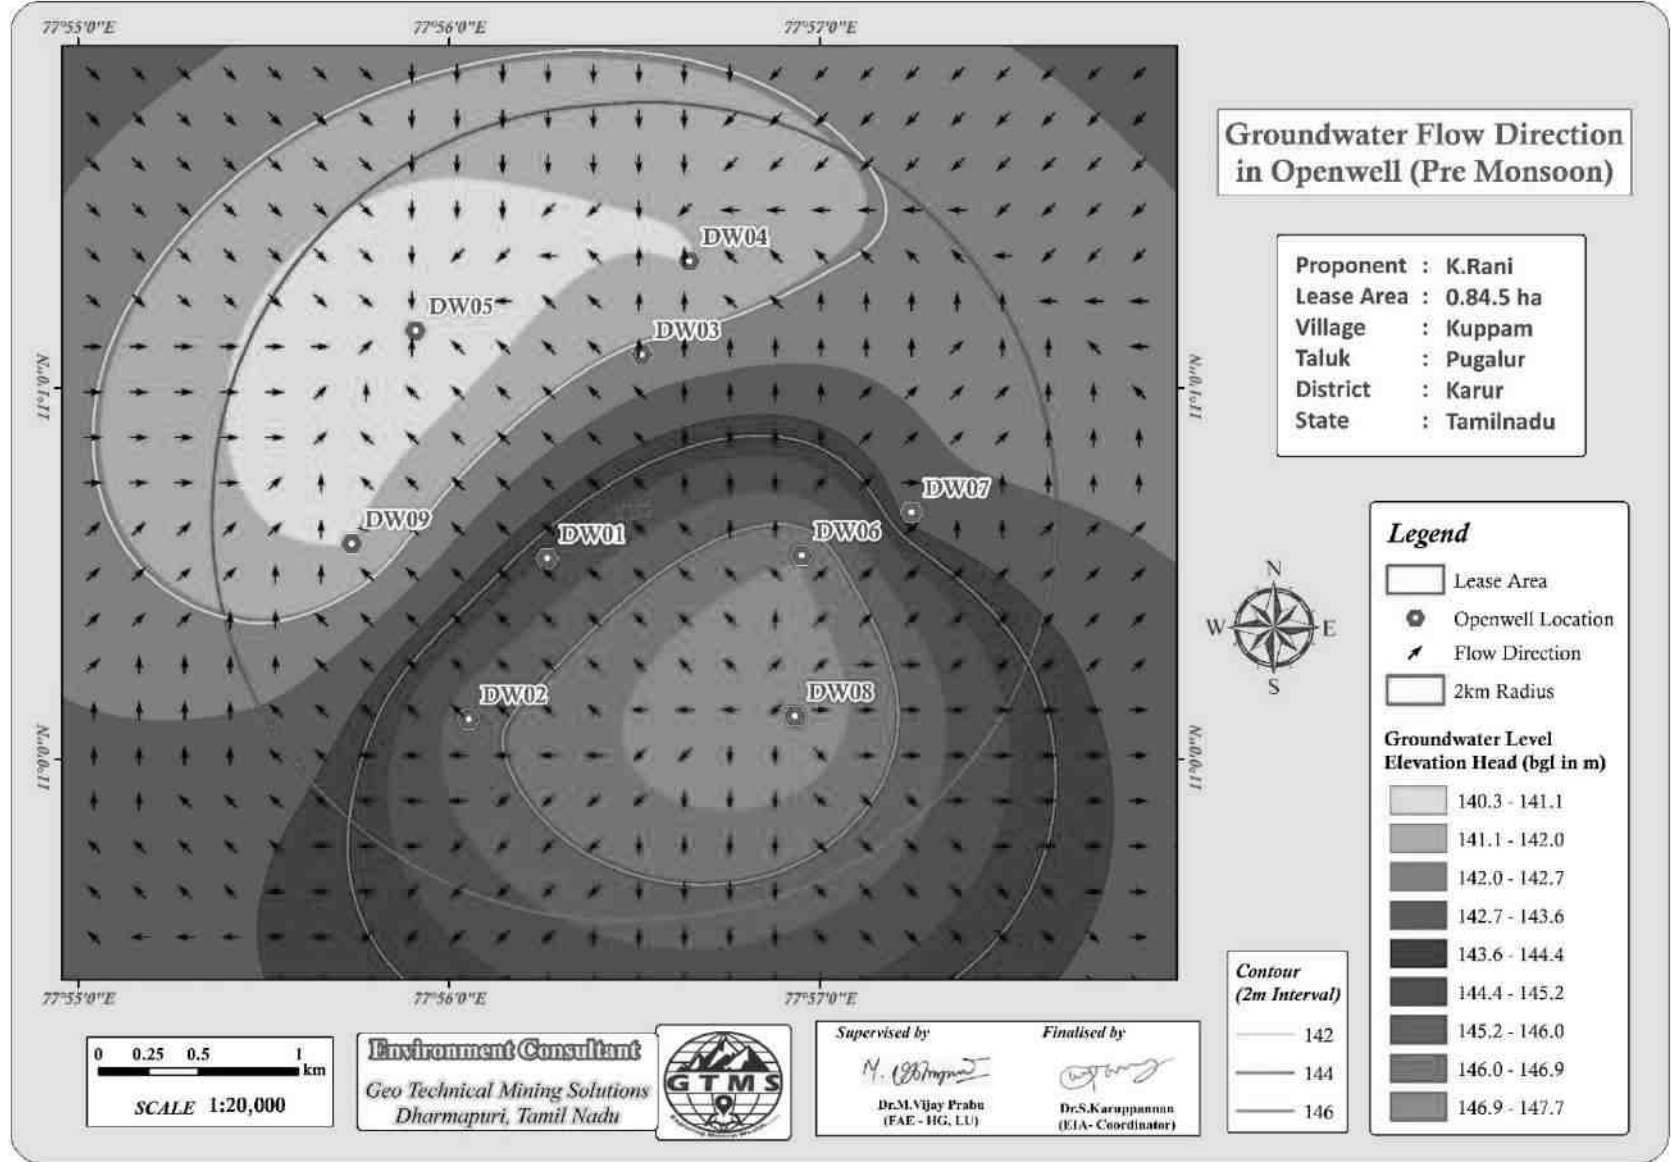 77°55'0"E
77°56'0"E
77°57'0"E
11°1'0"N
11°0'0"N
11°1'0"N
11°0'0"N
DW04
DW05
DW03
DW07
DW09
DW01
DW06
DW02
DW08
77°55'0"E
77°56'0"E
77°57'0"E
Groundwater Flow Direction
in Openwell (Pre Monsoon)
Proponent : K.Rani
Lease Area : 0.84.5 ha
Village : Kuppam
Taluk : Pugalur
District : Karur
State : Tamilnadu
N
W E
S
Legend
Lease Area
Openwell Location
Flow Direction
2km Radius
Groundwater Level
Elevation Head (bgl in m)
140.3 - 141.1
141.1 - 142.0
142.0 - 142.7
142.7 - 143.6
143.6 - 144.4
144.4 - 145.2
145.2 - 146.0
146.0 - 146.9
146.9 - 147.7
Contour
(2m Interval)
142
144
146
0 0.25 0.5 1
km
SCALE 1:20,000
Environment Consultant
Geo Technical Mining Solutions
Dharmapuri, Tamil Nadu
GTMS
Supervised by
Dr.M.Vijay Prabu
(FAE - HG, LU)
Finalised by
Dr.S.Karuppannan
(EIA- Coordinator)